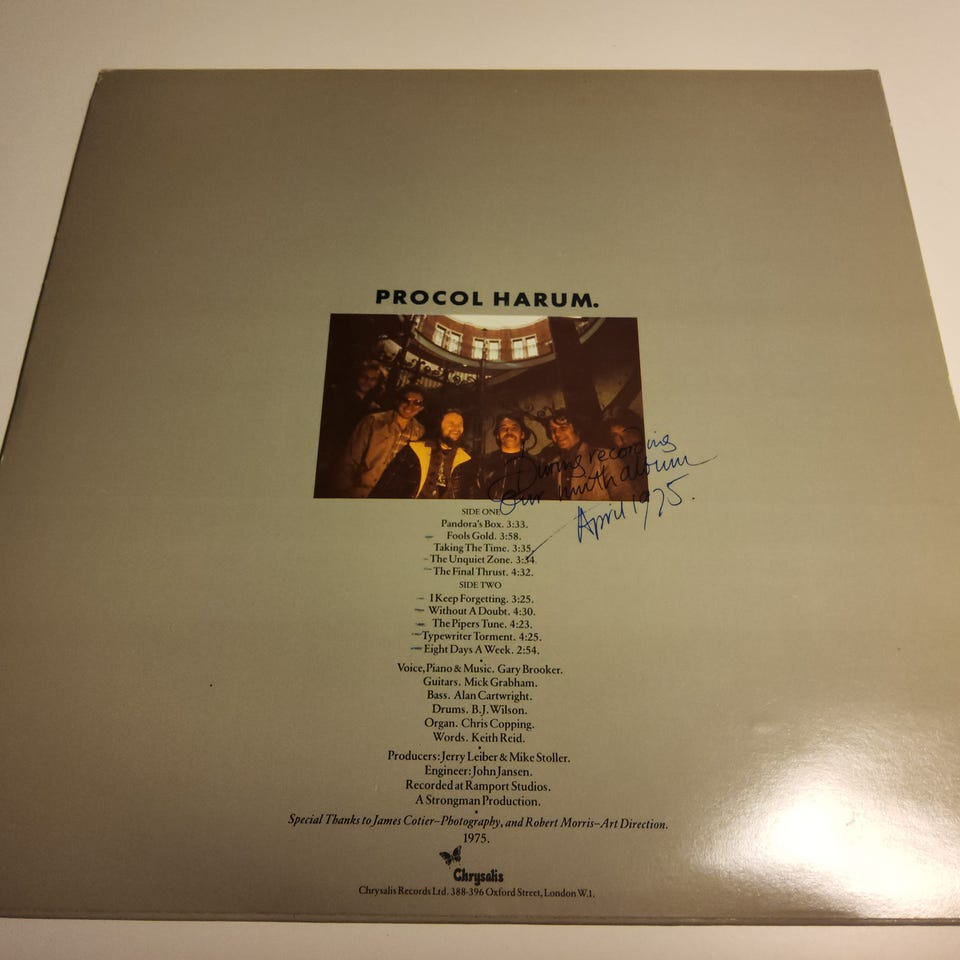 PROCOL HARUM.
During recording
our ninth album
April 1975.
SIDE ONE
Pandora's Box. 3:33.
Fools Gold. 3:58.
Taking The Time. 3:35.
The Unquiet Zone. 3:34
The Final Thrust. 4:32.
SIDE TWO
I Keep Forgetting. 3:25.
Without A Doubt. 4:30.
The Pipers Tune. 4:23.
Typewriter Torment. 4:25.
Eight Days A Week. 2:54.
Voice, Piano & Music. Gary Brooker.
Guitars. Mick Grabham.
Bass. Alan Cartwright.
Drums. B.J. Wilson.
Organ. Chris Copping.
Words. Keith Reid.
Producers: Jerry Leiber & Mike Stoller.
Engineer: John Jansen.
Recorded at Ramport Studios.
A Strongman Production.
Special Thanks to James Cotier–Photography, and Robert Morris–Art Direction.
1975.
Chrysalis
Chrysalis Records Ltd. 388-396 Oxford Street, London W.1.